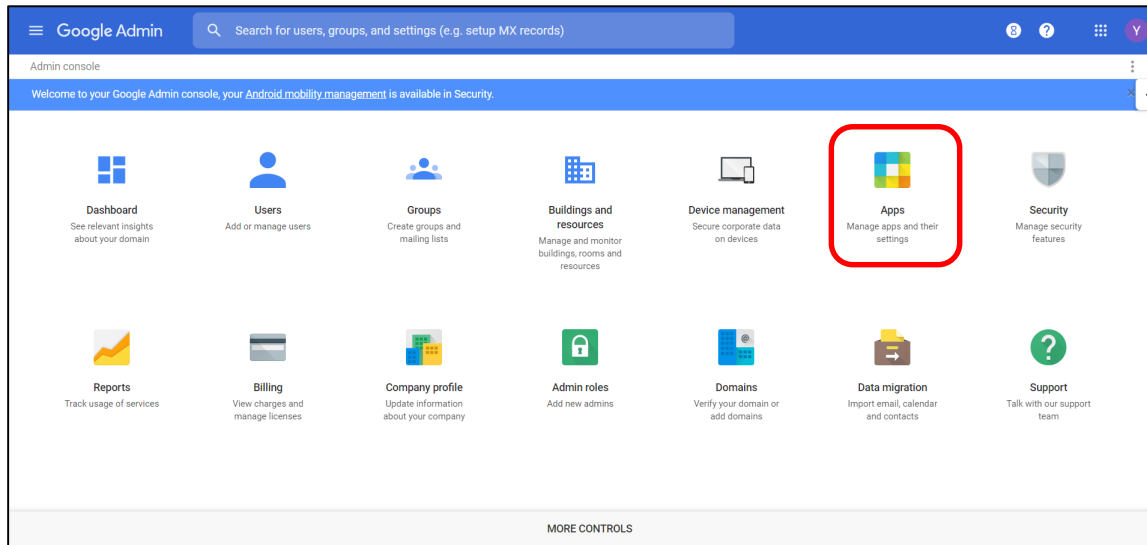 Google Admin
Search for users, groups, and settings (e.g. setup MX records)
8
?
Y
Admin console
Welcome to your Google Admin console, your Android mobility management is available in Security.
Dashboard
See relevant insights
about your domain
Users
Add or manage users
Groups
Create groups and
mailing lists
Buildings and
resources
Manage and monitor
buildings, rooms and
resources
Device management
Secure corporate data
on devices
Apps
Manage apps and their
settings
Security
Manage security
features
Reports
Track usage of services
Billing
View charges and
manage licenses
Company profile
Update information
about your company
Admin roles
Add new admins
@
Domains
Verify your domain or
add domains
Data migration
Import email, calendar
and contacts
?
Support
Talk with our support
team
MORE CONTROLS